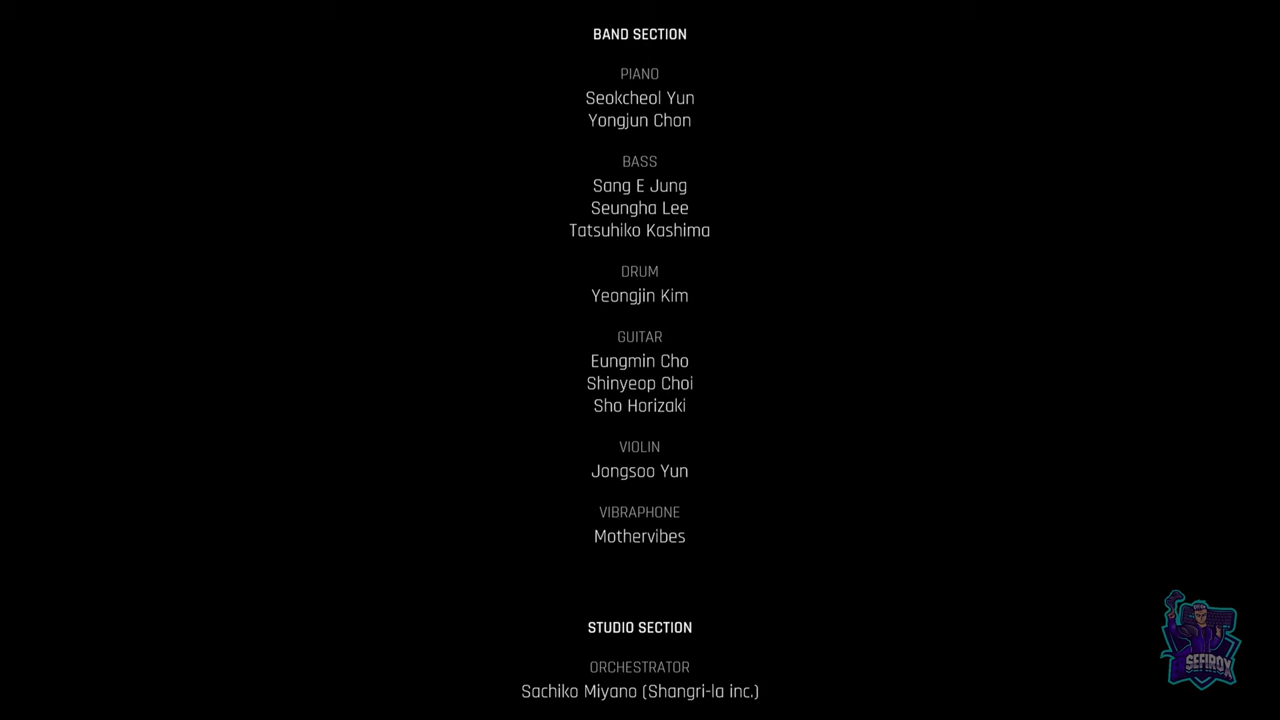 BAND SECTION
PIANO
Seokcheol Yun
Yongjun Chon
BASS
Sang E Jung
Seungha Lee
Tatsuhiko Kashima
DRUM
Yeongjin Kim
GUITAR
Eungmin Cho
Shinyeop Choi
Sho Horizaki
VIOLIN
Jongsoo Yun
VIBRAPHONE
Mothervibes
STUDIO SECTION
ORCHESTRATOR
Sachiko Miyano (Shangri-la inc.)
SEFIROX